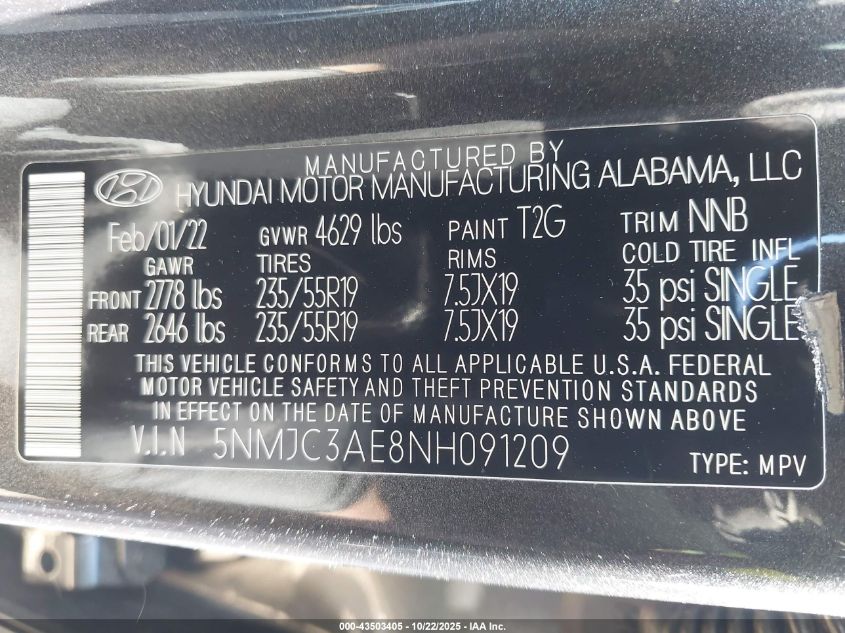 MANUFACTURED BY
HYUNDAI MOTOR MANUFACTURING ALABAMA, LLC
Feb/01/22 GVWR 4629 lbs PAINT T2G TRIM NNB
GAWR TIRES RIMS COLD TIRE INFL
FRONT 2778 lbs 235/55R19 7.5JX19 35 psi SINGLE
REAR 2646 lbs 235/55R19 7.5JX19 35 psi SINGLE
THIS VEHICLE CONFORMS TO ALL APPLICABLE U.S.A. FEDERAL
MOTOR VEHICLE SAFETY AND THEFT PREVENTION STANDARDS
IN EFFECT ON THE DATE OF MANUFACTURE SHOWN ABOVE
V.I.N 5NMJC3AE8NH091209 TYPE: MPV
000-43503405 - 10/22/2025 - IAA Inc.